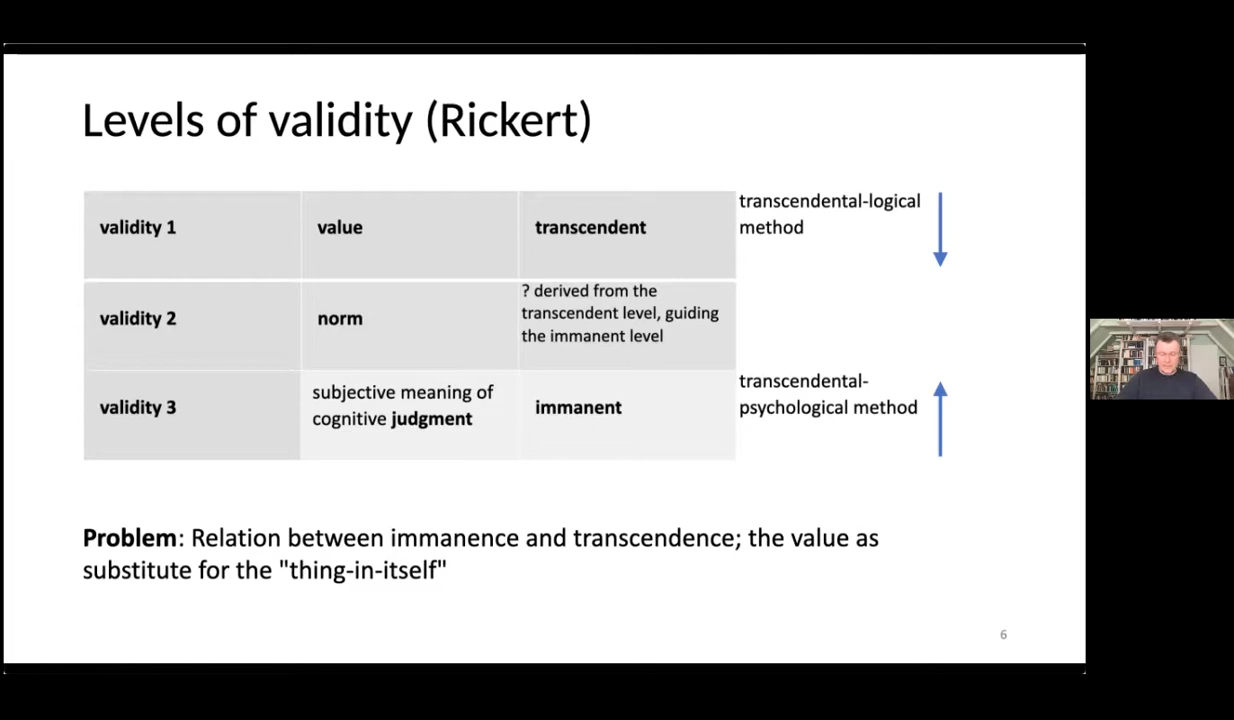 Levels of validity (Rickert)
validity 1
value
transcendent
transcendental-logical
method
validity 2
norm
? derived from the
transcendent level, guiding
the immanent level
validity 3
subjective meaning of
cognitive judgment
immanent
transcendental-
psychological method
Problem: Relation between immanence and transcendence; the value as
substitute for the "thing-in-itself"
6